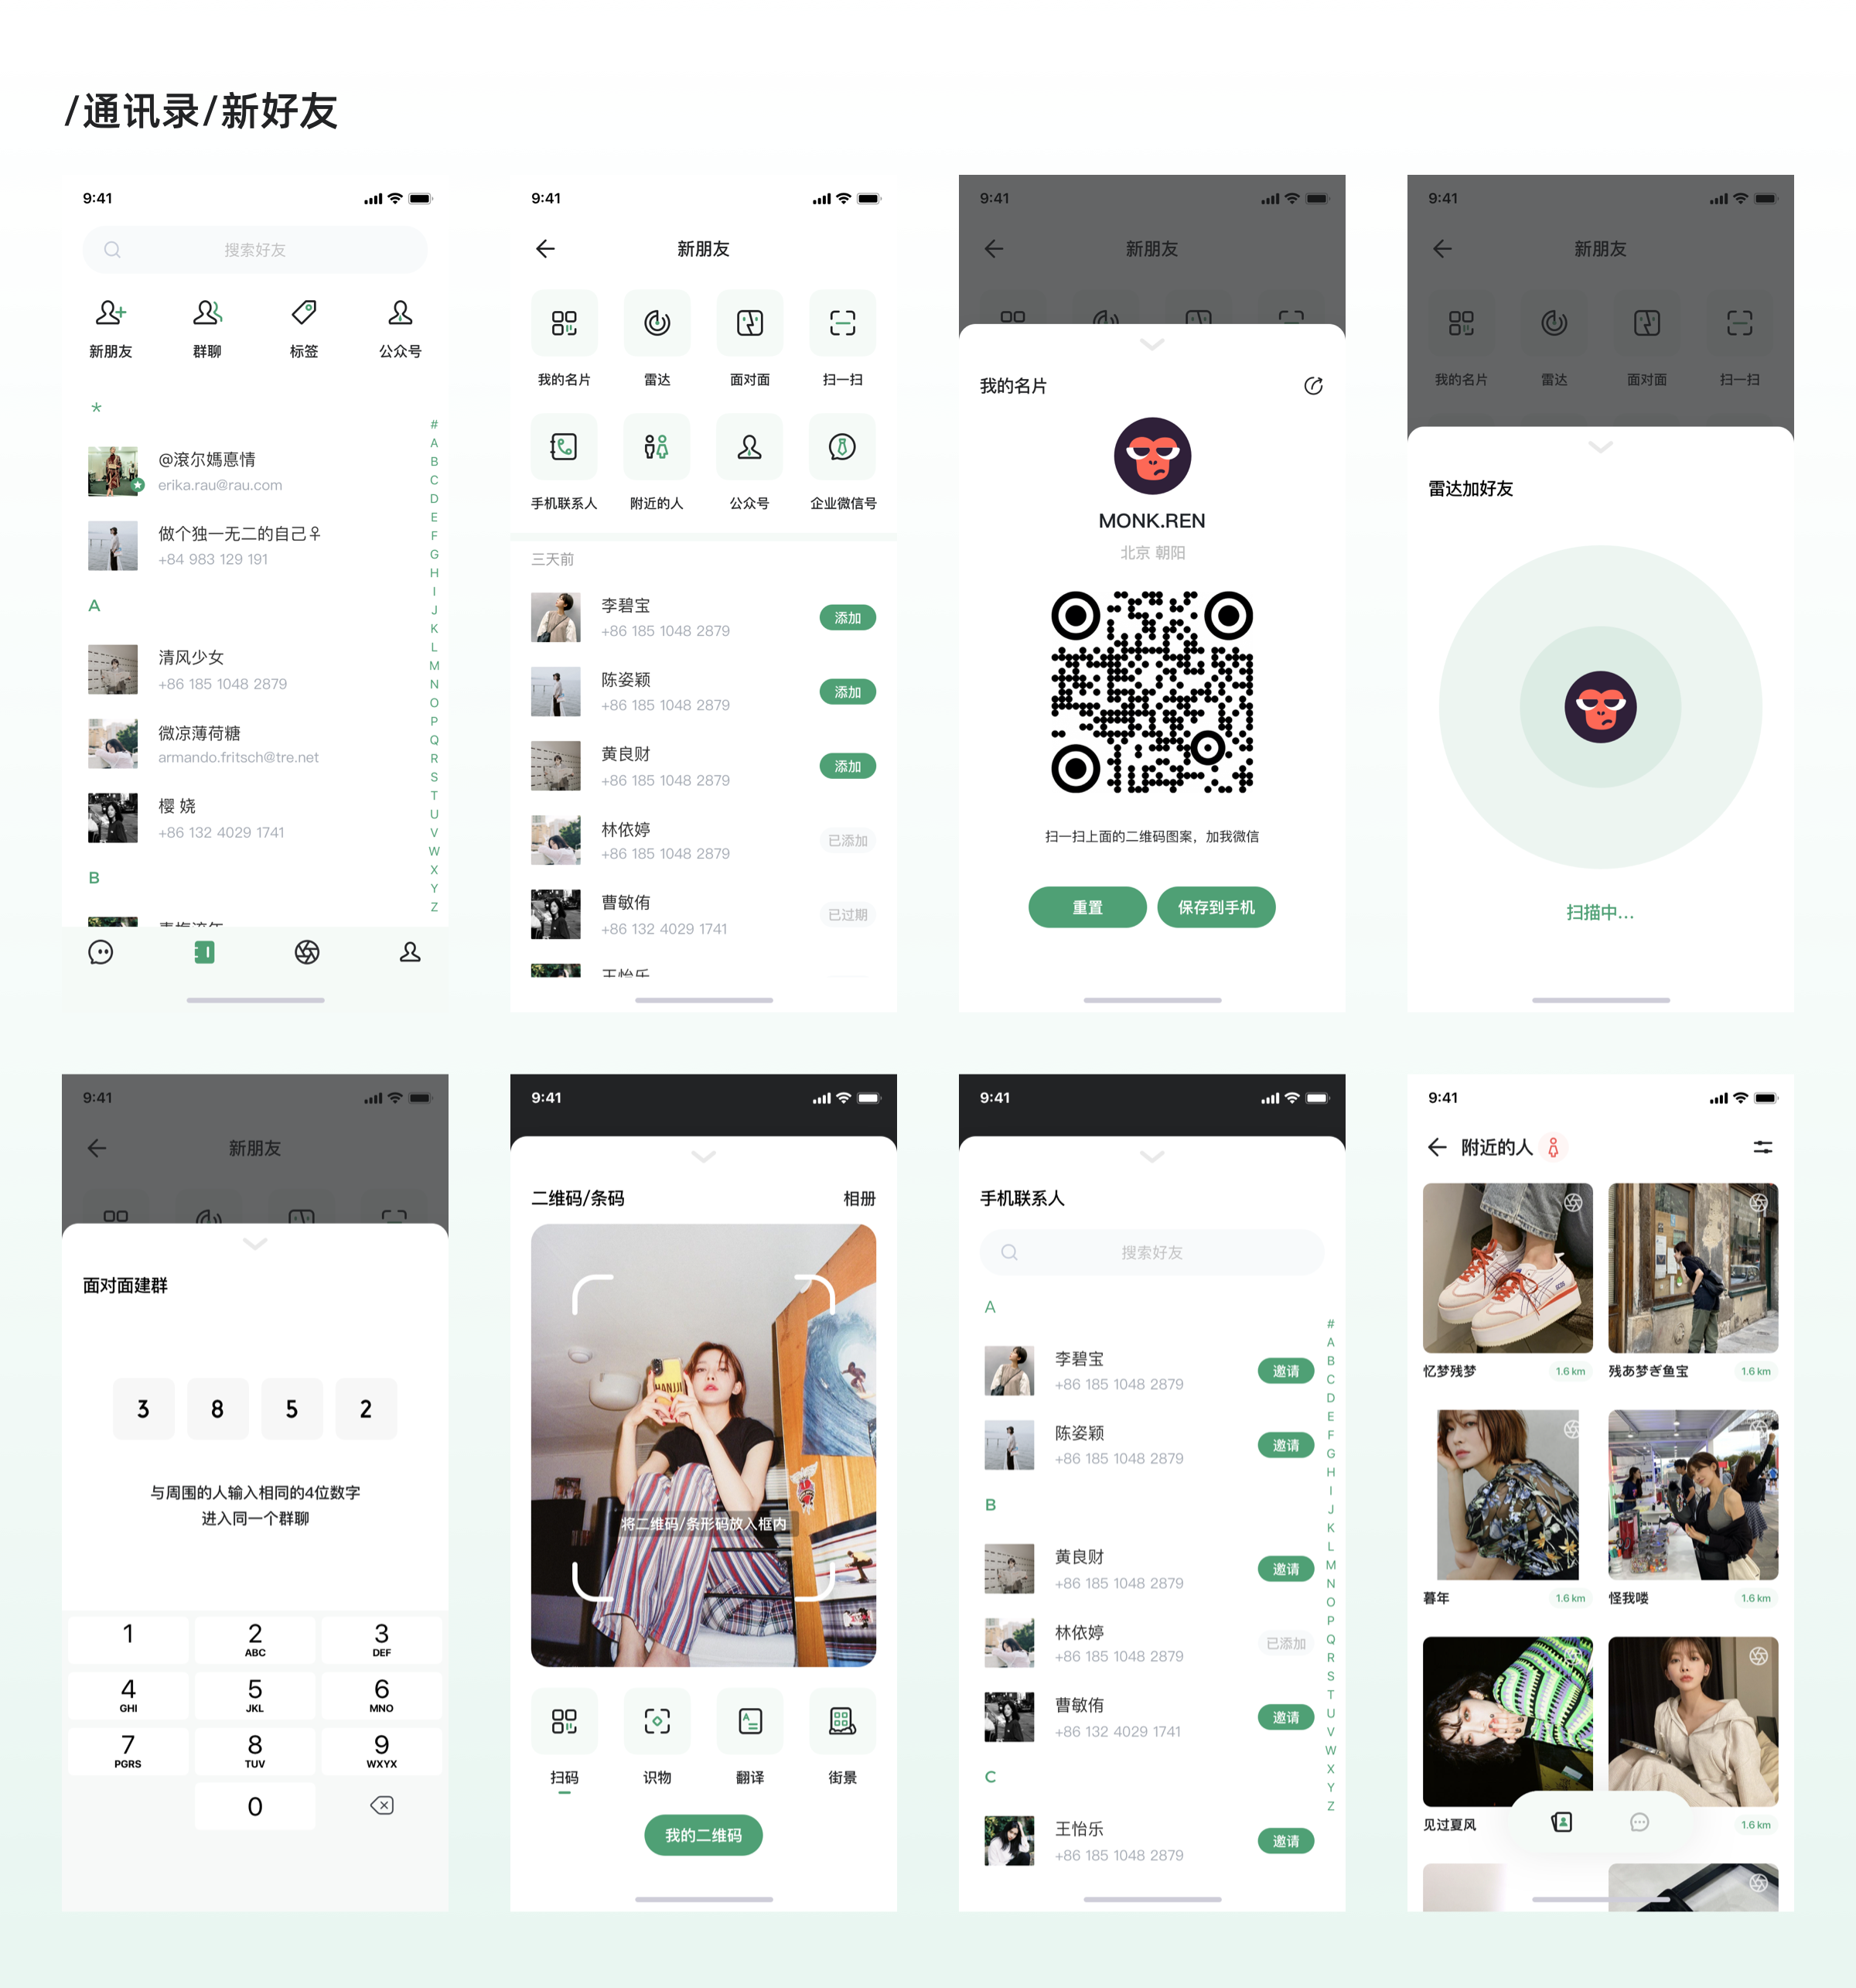 /通讯录/新好友
9:41
搜索好友
新朋友
群聊
标签
公众号
*
@滾尔媽悥情
erika.rau@rau.com
做个独一无二的自己♀
+84 983 129 191
A
清风少女
+86 185 1048 2879
微凉薄荷糖
armando.fritsch@tre.net
樱 娆
+86 132 4029 1741
B
#
A
B
C
D
E
F
G
H
I
J
K
L
M
N
O
P
Q
R
S
T
U
V
W
X
Y
Z
9:41
新朋友
我的名片
雷达
面对面
扫一扫
手机联系人
附近的人
公众号
企业微信号
三天前
李碧宝
+86 185 1048 2879
添加
陈姿颖
+86 185 1048 2879
添加
黄良财
+86 185 1048 2879
添加
林依婷
+86 185 1048 2879
已添加
曹敏侑
+86 132 4029 1741
已过期
王怡乐
9:41
新朋友
我的名片
MONK.REN
北京 朝阳
扫一扫上面的二维码图案，加我微信
重置
保存到手机
9:41
新朋友
我的名片
雷达
面对面
扫一扫
雷达加好友
扫描中...
9:41
新朋友
面对面建群
3 8 5 2
与周围的人输入相同的4位数字
进入同一个群聊
1
2
ABC
3
DEF
4
GHI
5
JKL
6
MNO
7
PGRS
8
TUV
9
WXYX
0
9:41
二维码/条码
相册
HANJII
将二维码/条形码放入框内
扫码
识物
翻译
街景
我的二维码
9:41
手机联系人
搜索好友
A
李碧宝
+86 185 1048 2879
邀请
陈姿颖
+86 185 1048 2879
邀请
B
黄良财
+86 185 1048 2879
邀请
林依婷
+86 185 1048 2879
已添加
曹敏侑
+86 132 4029 1741
邀请
C
王怡乐
+86 185 1048 2879
邀请
#
A
B
C
D
E
F
G
H
I
J
K
L
M
N
O
P
Q
R
S
T
U
V
W
X
Y
Z
9:41
附近的人
忆梦残梦
1.6 km
残あ梦ぎ鱼宝
1.6 km
暮年
1.6 km
怪我喽
1.6 km
见过夏风
1.6 km